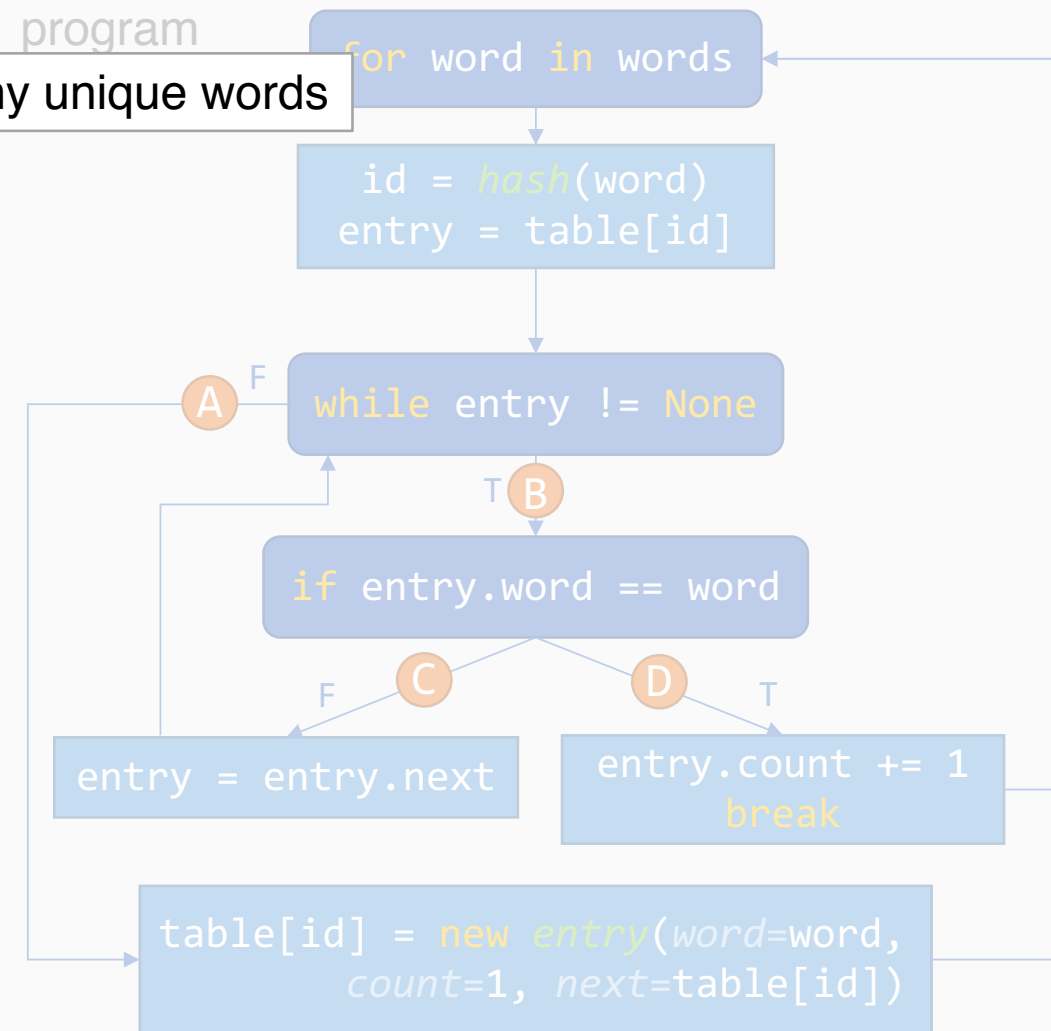 program
unique words
for word in words
id = hash(word)
entry = table[id]
F
A
while entry != None
T
B
if entry.word == word
C
D
F
T
entry = entry.next
entry.count += 1
break
table[id] = new entry(word=word,
count=1, next=table[id])